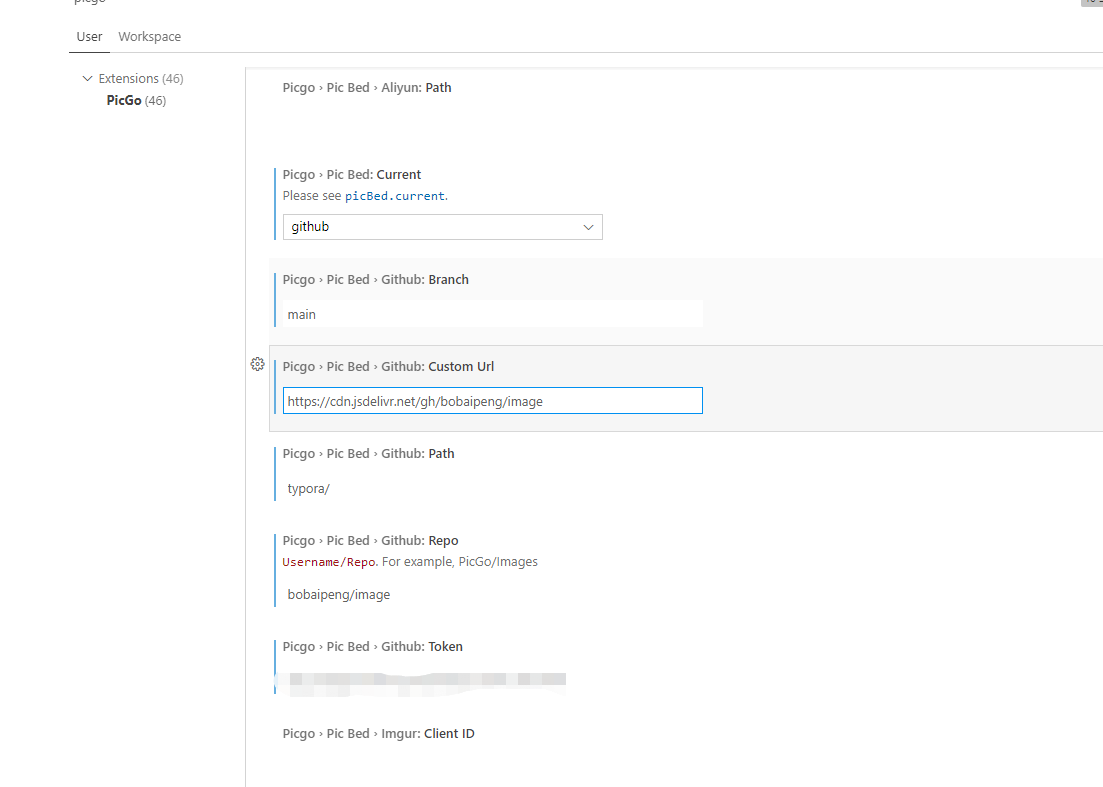 picgo
User Workspace
Extensions (46)
PicGo (46)
Picgo › Pic Bed › Aliyun: Path
Picgo › Pic Bed: Current
Please see picBed.current.
github
Picgo › Pic Bed › Github: Branch
main
Picgo › Pic Bed › Github: Custom Url
https://cdn.jsdelivr.net/gh/bobaipeng/image
Picgo › Pic Bed › Github: Path
typora/
Picgo › Pic Bed › Github: Repo
Username/Repo. For example, PicGo/Images
bobaipeng/image
Picgo › Pic Bed › Github: Token
Picgo › Pic Bed › Imgur: Client ID